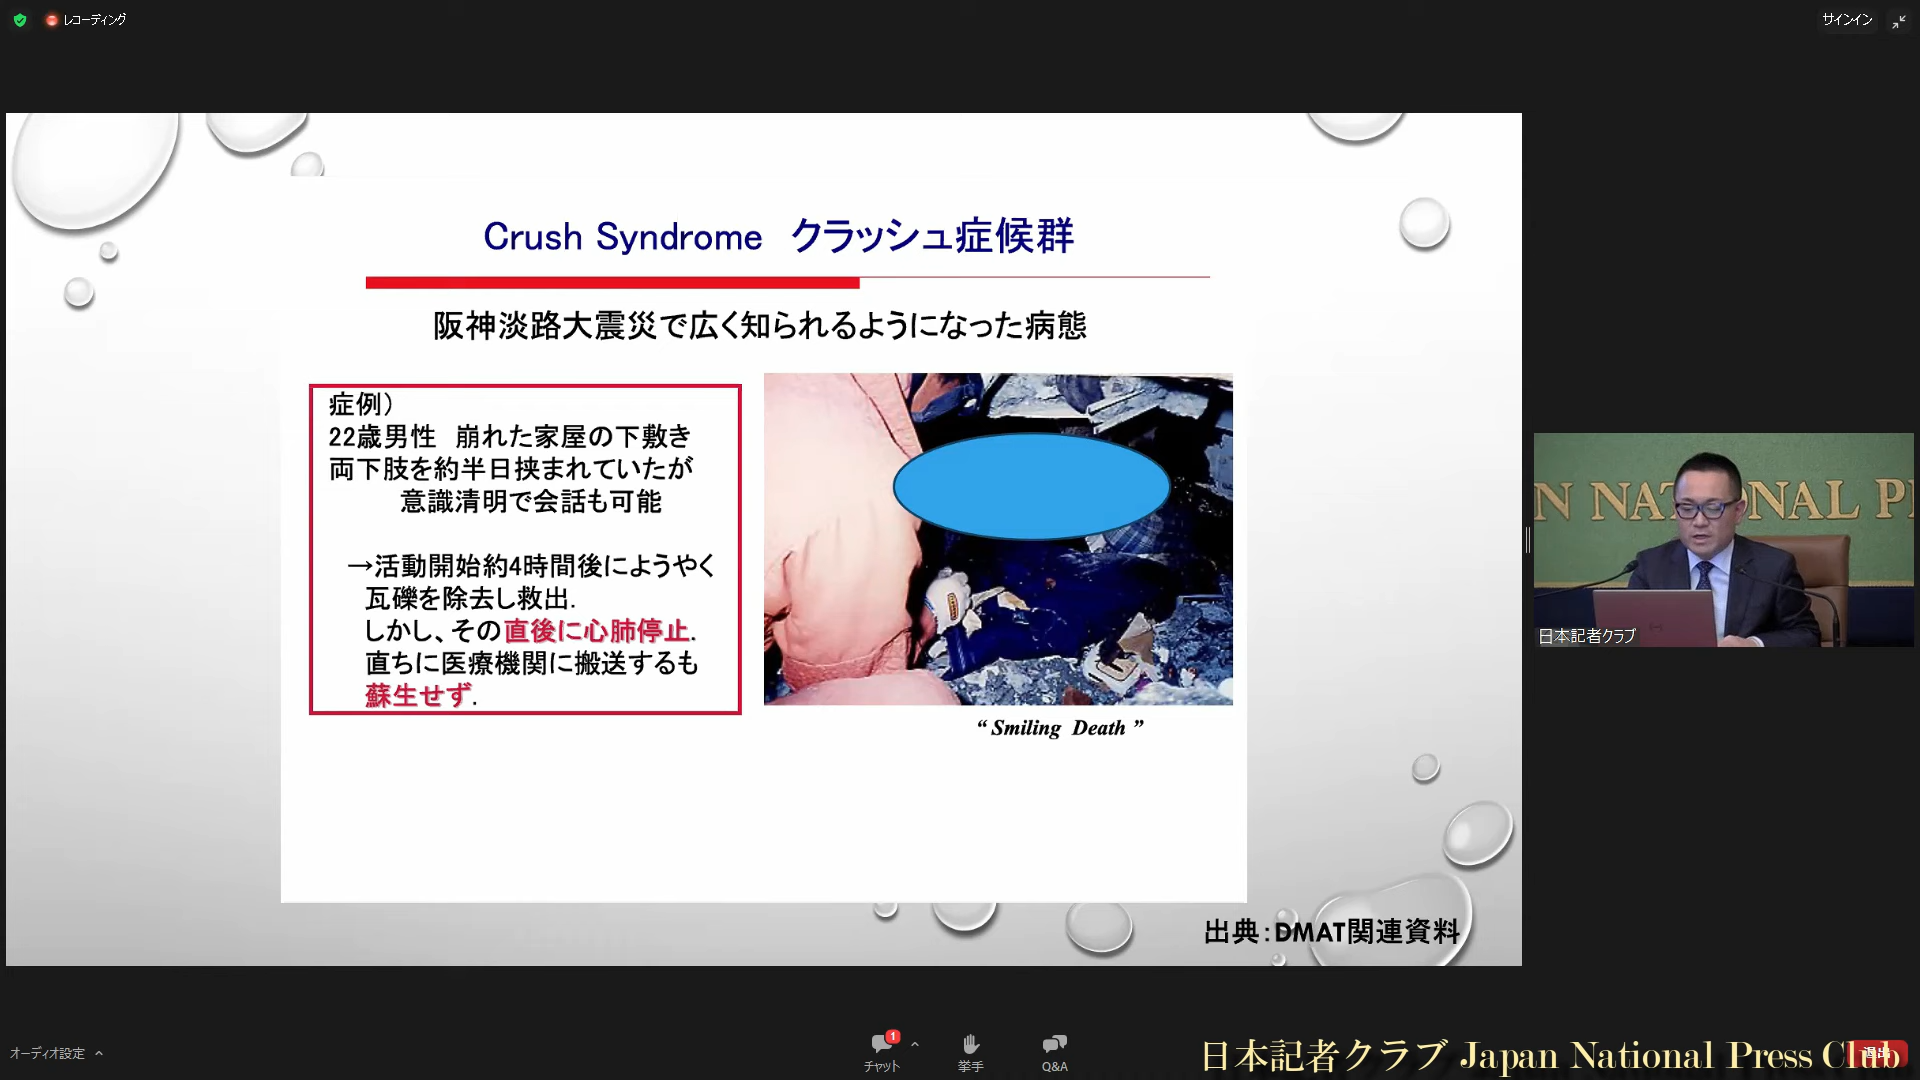 レコーディング
サインイン
Crush Syndrome クラッシュ症候群
阪神淡路大震災で広く知られるようになった病態
症例）
22歳男性 崩れた家屋の下敷き
両下肢を約半日挟まれていたが
意識清明で会話も可能
→活動開始約4時間後にようやく
瓦礫を除去し救出.
しかし、その直後に心肺停止.
直ちに医療機関に搬送するも
蘇生せず.
“ Smiling Death ”
出典：DMAT関連資料
N NATIONAL P
日本記者クラブ
オーディオ設定
1
チャット
挙手
Q&A
日本記者クラブ Japan National Press Club
退出